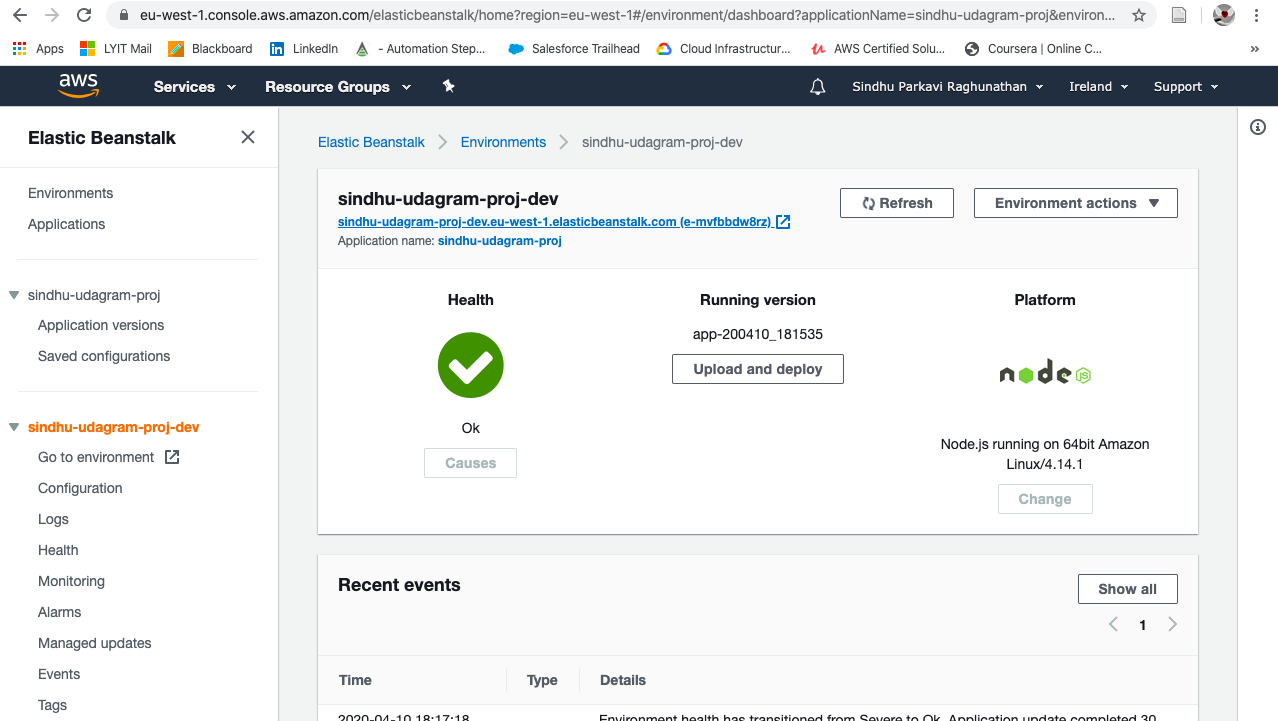 eu-west-1.console.aws.amazon.com/elasticbeanstalk/home?region=eu-west-1#/environment/dashboard?applicationName=sindhu-udagram-proj&environ...
Apps LYIT Mail Blackboard LinkedIn - Automation Step... Salesforce Trailhead Cloud Infrastructur... AWS Certified Solu... Coursera | Online C... »
aws Services Resource Groups Sindhu Parkavi Raghunathan Ireland Support
Elastic Beanstalk
Environments
Applications
sindhu-udagram-proj
Application versions
Saved configurations
sindhu-udagram-proj-dev
Go to environment
Configuration
Logs
Health
Monitoring
Alarms
Managed updates
Events
Tags
Elastic Beanstalk Environments sindhu-udagram-proj-dev
sindhu-udagram-proj-dev
sindhu-udagram-proj-dev.eu-west-1.elasticbeanstalk.com (e-mvfbbdw8rz)
Application name: sindhu-udagram-proj
Refresh Environment actions
Health
Ok
Causes
Running version
app-200410_181535
Upload and deploy
Platform
node JS
Node.js running on 64bit Amazon
Linux/4.14.1
Change
Recent events
Show all
1
Time Type Details
2020-04-10 18:17:18 Environment health has transitioned from Severe to Ok. Application update completed 30